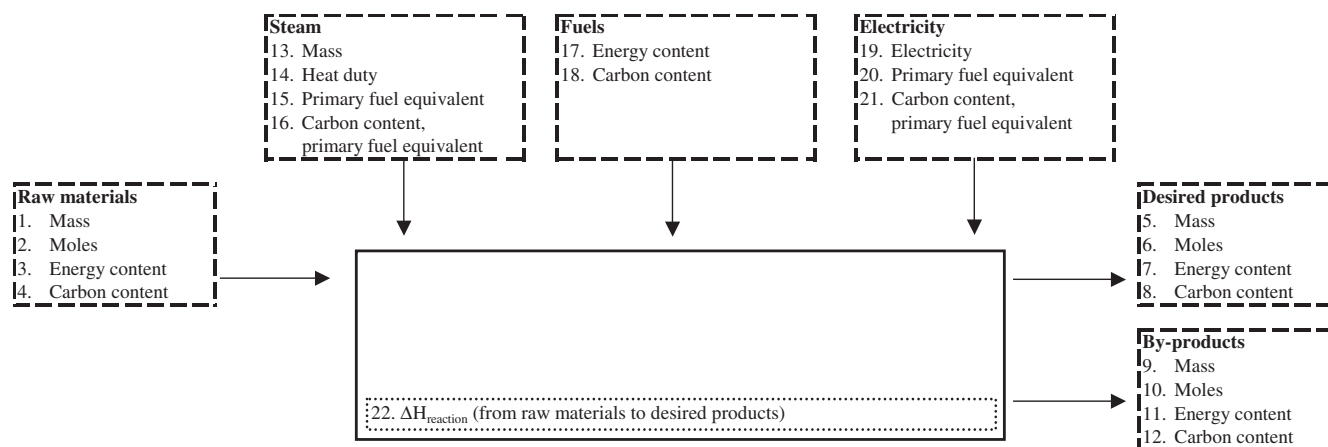 Steam
13. Mass
14. Heat duty
15. Primary fuel equivalent
16. Carbon content,
primary fuel equivalent
Fuels
17. Energy content
18. Carbon content
Electricity
19. Electricity
20. Primary fuel equivalent
21. Carbon content,
primary fuel equivalent
Raw materials
1. Mass
2. Moles
3. Energy content
4. Carbon content
Desired products
5. Mass
6. Moles
7. Energy content
8. Carbon content
By-products
9. Mass
10. Moles
11. Energy content
12. Carbon content
22. ΔHreaction (from raw materials to desired products)